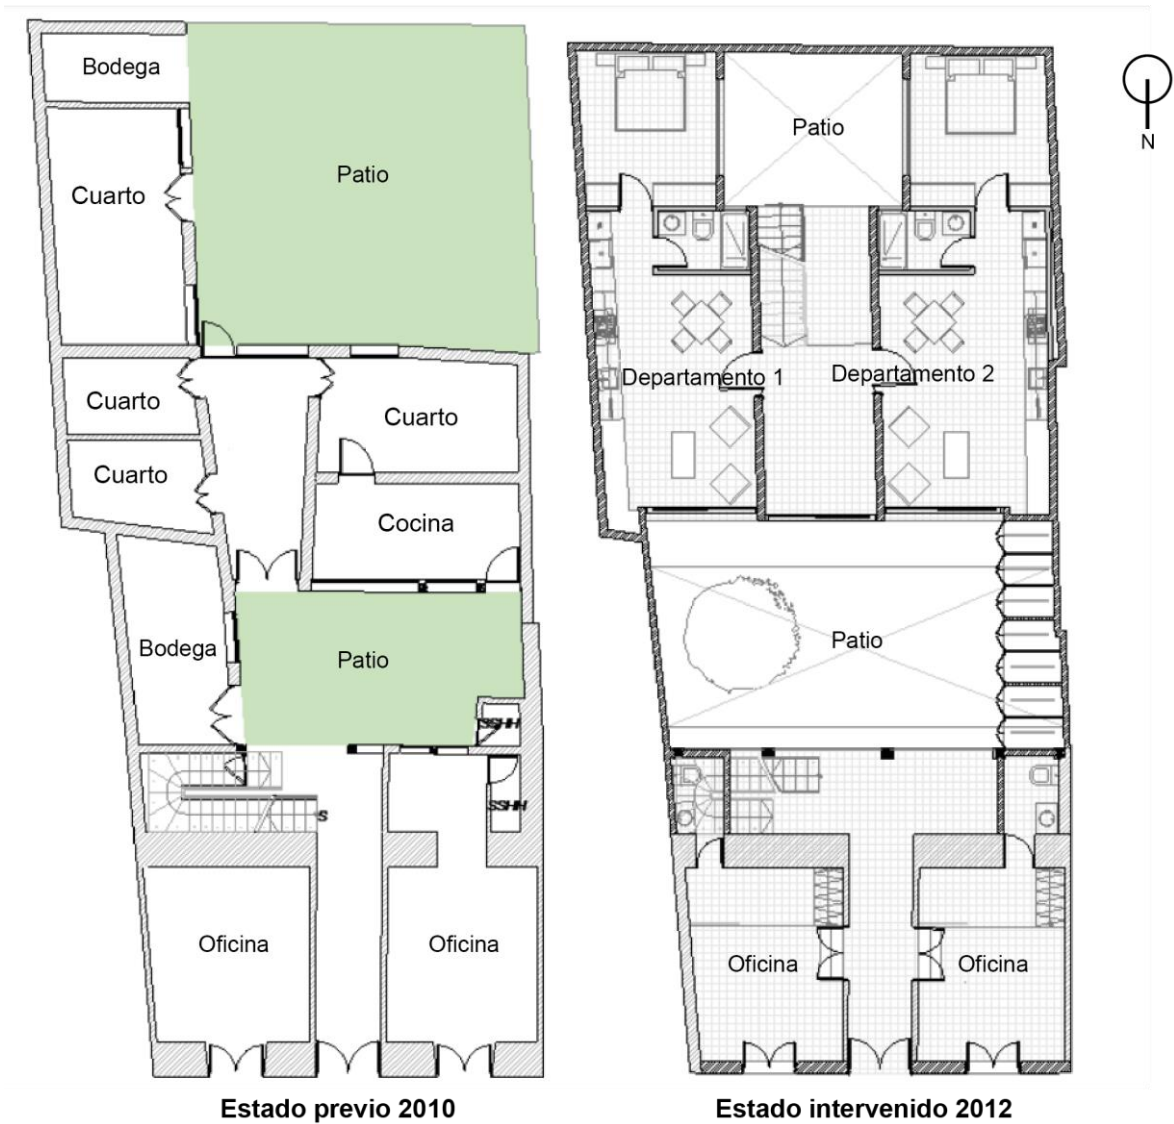 Bodega
Patio
Cuarto
Cuarto
Cuarto
Cuarto
Cocina
Bodega
Patio
SSHH
SSHH
S
Oficina
Oficina
Estado previo 2010
Patio
N
Departamento 1
Departamento 2
Patio
Oficina
Oficina
Estado intervenido 2012